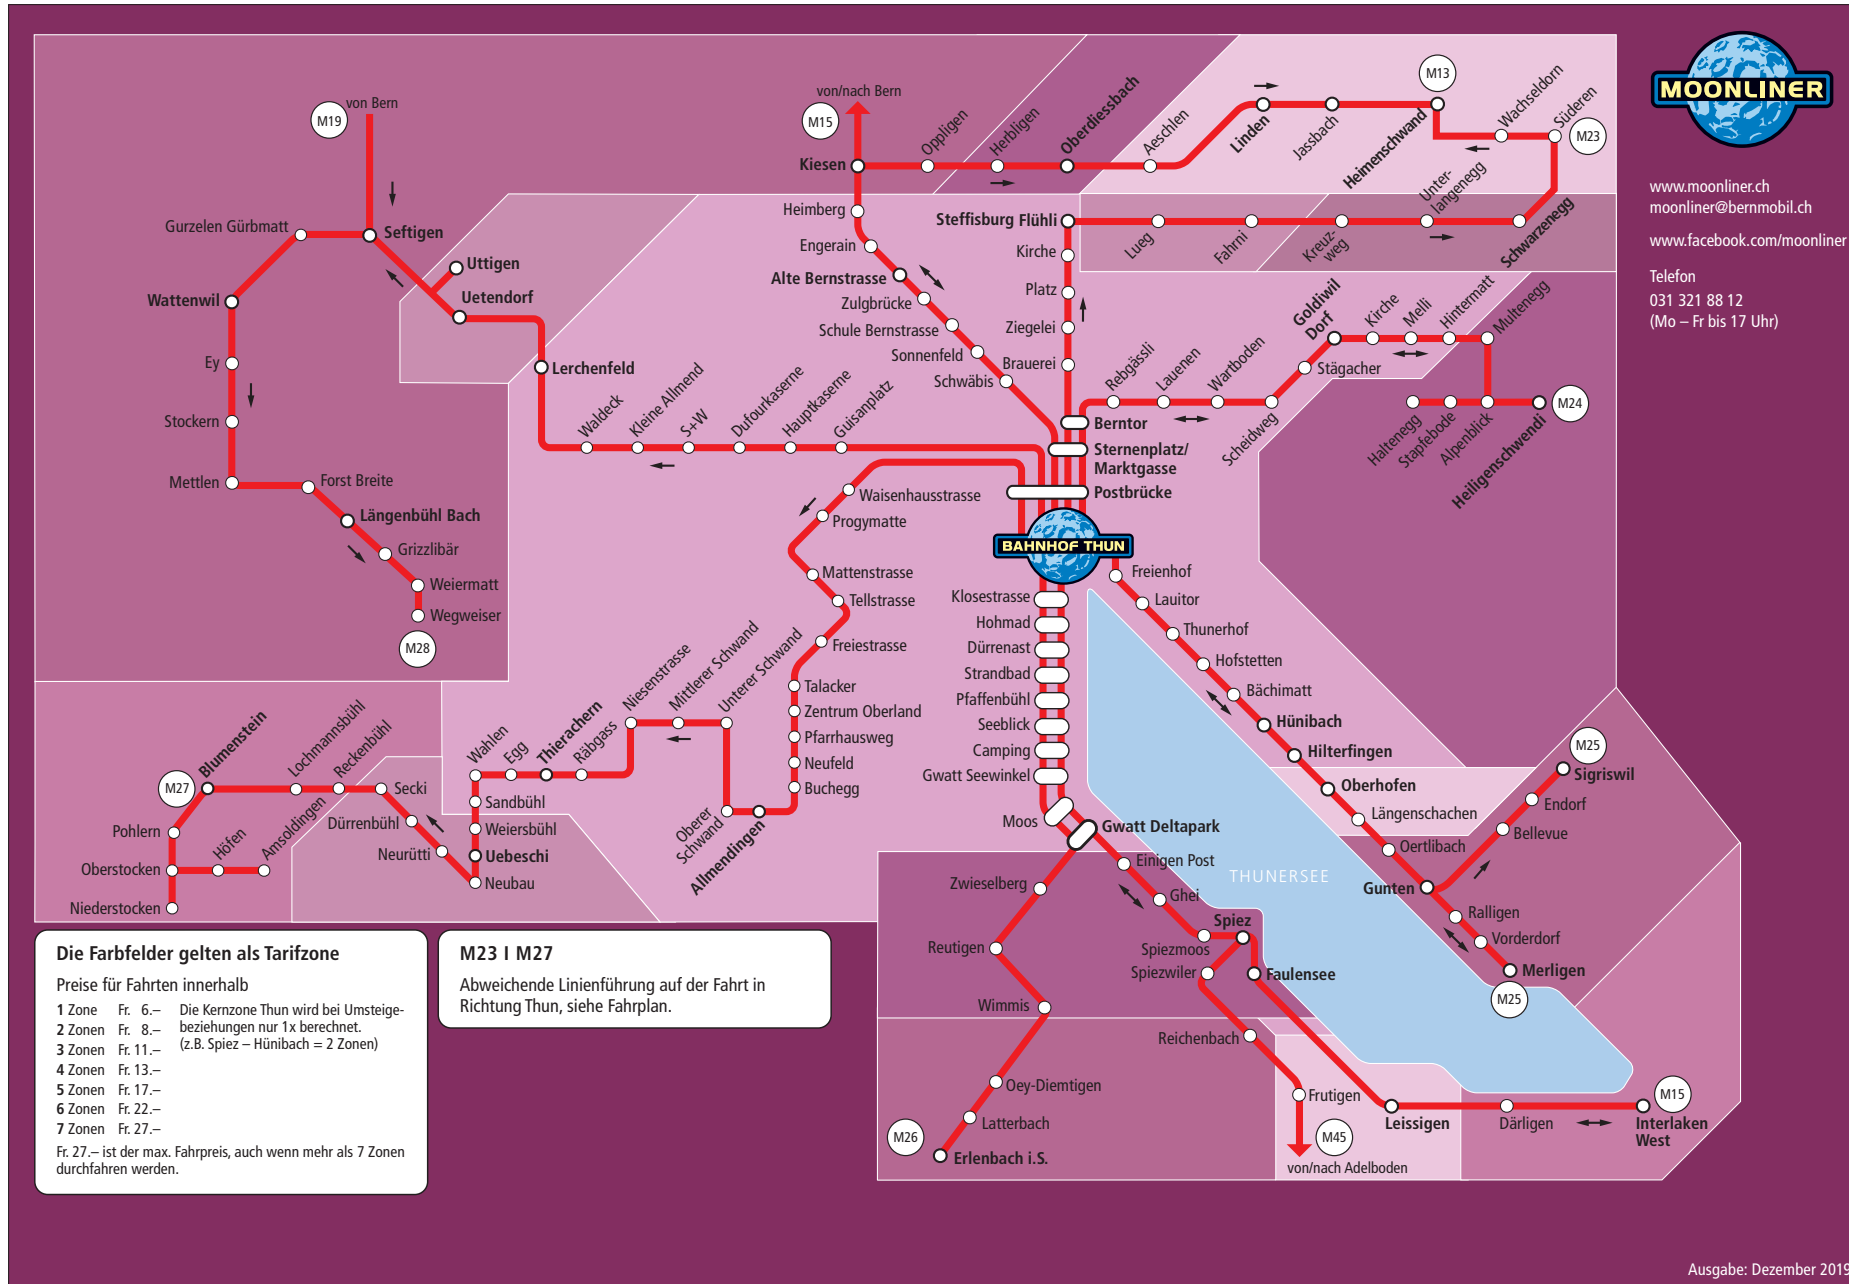 MOONLINER
www.moonliner.ch
moonliner@bernmobil.ch
www.facebook.com/moonliner
Telefon
031 321 88 12
(Mo – Fr bis 17 Uhr)
M19
von Bern
Gurzelen Gürbmatt
Seftigen
Uttigen
Uetendorf
Wattenwil
Ey
Stockern
Mettlen
Forst Breite
Längenbühl Bach
Grizzlibär
Weiermatt
Wegweiser
M28
Lerchenfeld
Waldeck
Kleine Allmend
S+W
Dufourkaserne
Hauptkaserne
Guisanplatz
von/nach Bern
M15
Kiesen
Oppligen
Herbligen
Oberdiessbach
Aeschlen
Linden
Jassbach
M13
Heimenschwand
Wachseldorn
Süderen
M23
Heimberg
Engerain
Alte Bernstrasse
Zulgbrücke
Schule Bernstrasse
Sonnenfeld
Schwäbis
Steffisburg Flühli
Kirche
Platz
Ziegelei
Brauerei
Lueg
Fahrni
Kreuz-
weg
Unter-
langenegg
Schwarzenegg
Berntor
Sternenplatz/
Marktgasse
Postbrücke
BAHNHOF THUN
Rebgässli
Lauenen
Wartboden
Scheidweg
Stägacher
Goldiwil
Dorf
Kirche
Melli
Hintermatt
Multenegg
Haltenegg
Stapfebode
Alpenblick
Heiligenschwendi
M24
Waisenhausstrasse
Progymatte
Mattenstrasse
Tellstrasse
Freiestrasse
Talacker
Zentrum Oberland
Pfarrhausweg
Neufeld
Buchegg
Allmendingen
Oberer
Schwand
Unterer Schwand
Mittlerer Schwand
Niesenstrasse
Räbgass
Thierachern
Egg
Wahlen
Sandbühl
Weiersbühl
Uebeschi
Neubau
Neurütti
Dürrenbühl
Secki
Reckenbühl
Lochmannsbühl
Blumenstein
M27
Pohlern
Oberstocken
Höfen
Amsoldingen
Niederstocken
Klosestrasse
Hohmad
Dürrenast
Strandbad
Pfaffenbühl
Seeblick
Camping
Gwatt Seewinkel
Moos
Gwatt Deltapark
Zwieselberg
Reutigen
Wimmis
Oey-Diemtigen
Latterbach
Erlenbach i.S.
M26
Einigen Post
Ghei
Spiezmoos
Spiez
Spiezwiler
Faulensee
Reichenbach
Frutigen
M45
von/nach Adelboden
Leissigen
Därligen
M15
Interlaken
West
Freienhof
Lauitor
Thunerhof
Hofstetten
Bächimatt
Hünibach
Hilterfingen
Oberhofen
Längenschachen
Oertlibach
Gunten
Bellevue
Endorf
Sigriswil
M25
Ralligen
Vorderdorf
Merligen
M25
THUNERSEE
Die Farbfelder gelten als Tarifzone
Preise für Fahrten innerhalb
1 Zone Fr. 6.–
2 Zonen Fr. 8.–
3 Zonen Fr. 11.–
4 Zonen Fr. 13.–
5 Zonen Fr. 17.–
6 Zonen Fr. 22.–
7 Zonen Fr. 27.–
Die Kernzone Thun wird bei Umsteige-
beziehungen nur 1x berechnet.
(z.B. Spiez – Hünibach = 2 Zonen)
Fr. 27.– ist der max. Fahrpreis, auch wenn mehr als 7 Zonen
durchfahren werden.
M23 I M27
Abweichende Linienführung auf der Fahrt in
Richtung Thun, siehe Fahrplan.
Ausgabe: Dezember 2019